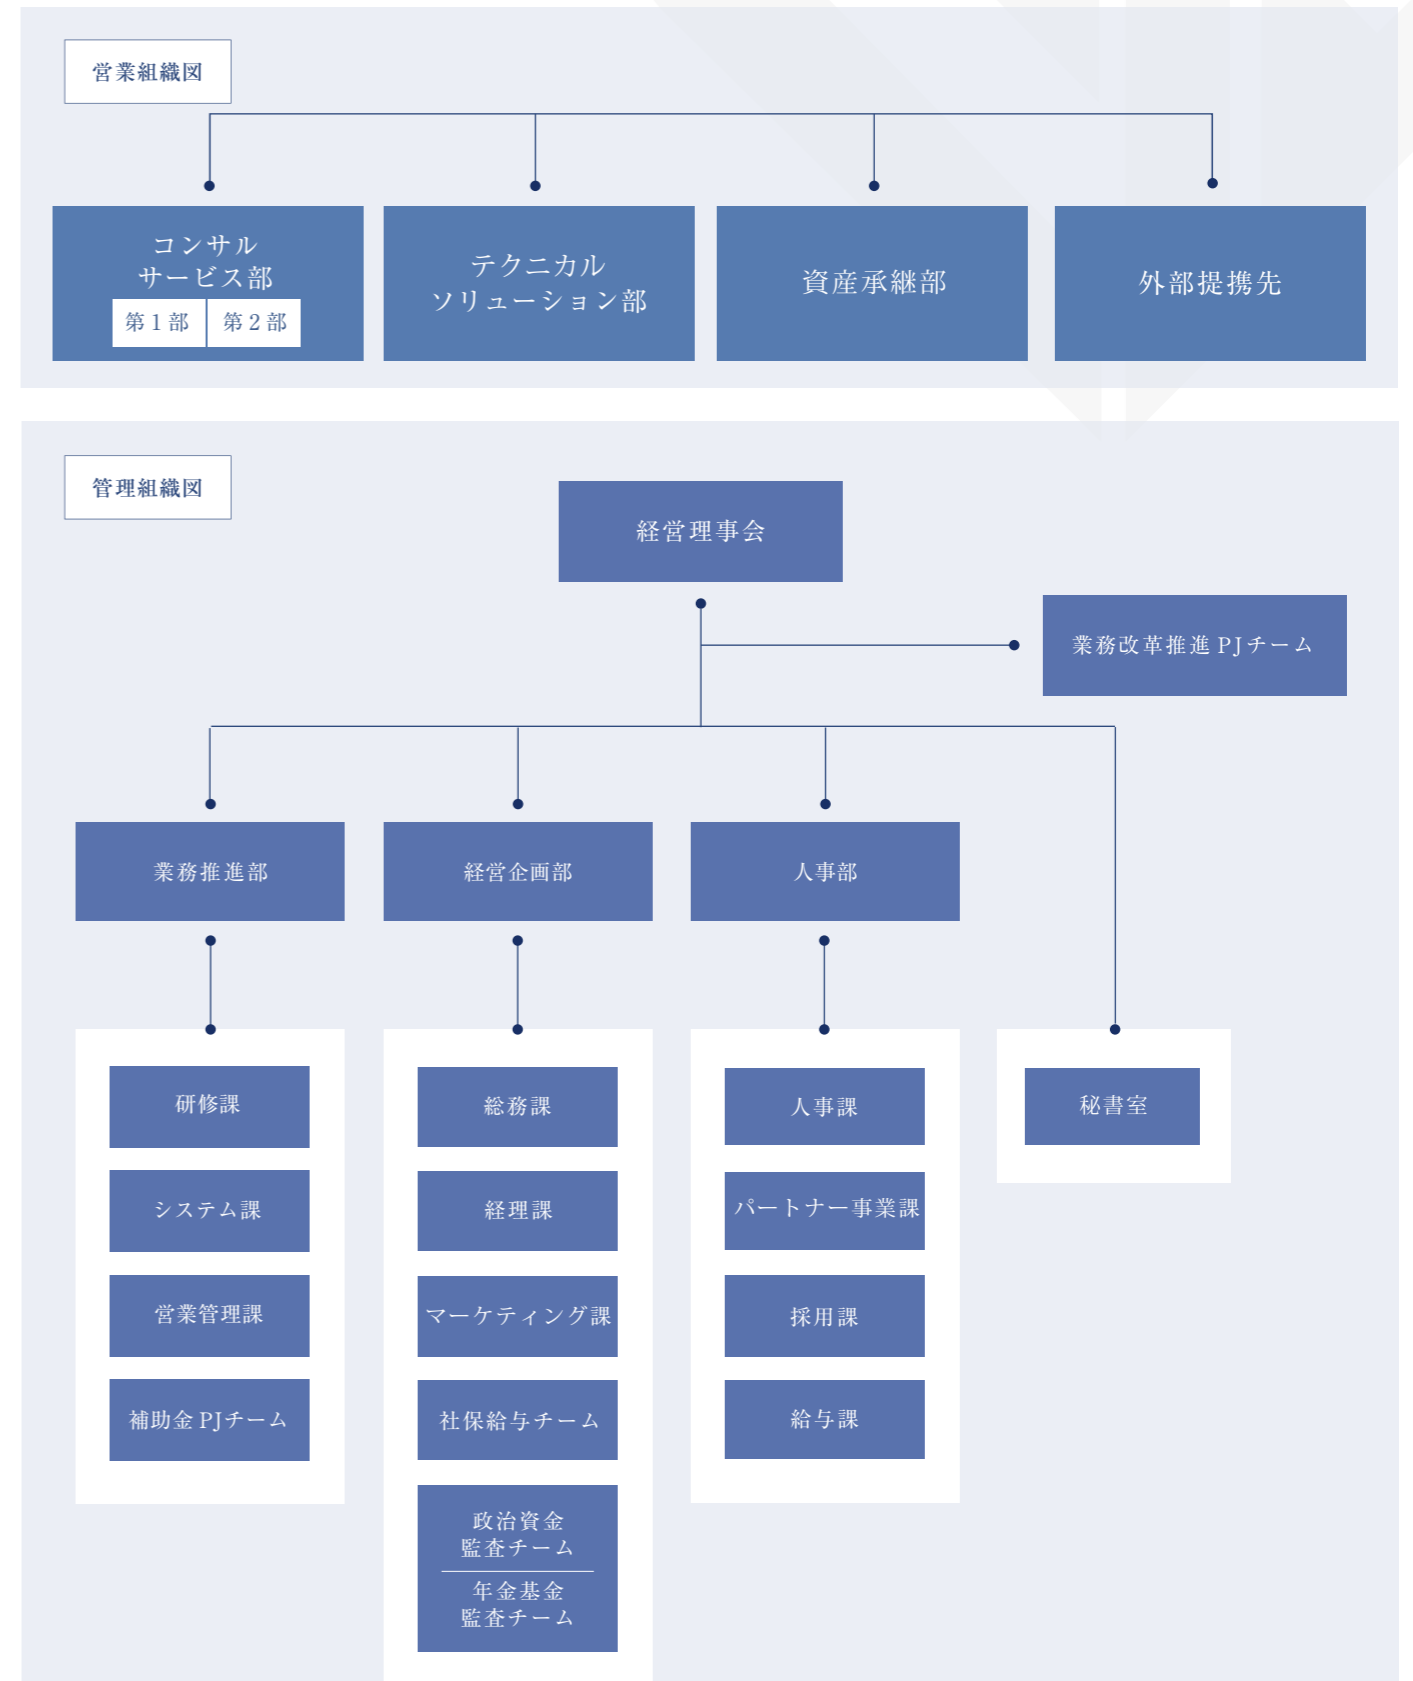 営業組織図
コンサル
サービス部
第1部
第2部
テクニカル
ソリューション部
資産承継部
外部提携先
管理組織図
経営理事会
業務改革推進PJチーム
業務推進部
経営企画部
人事部
研修課
システム課
営業管理課
補助金PJチーム
総務課
経理課
マーケティング課
社保給与チーム
政治資金
監査チーム
年金基金
監査チーム
人事課
パートナー事業課
採用課
給与課
秘書室